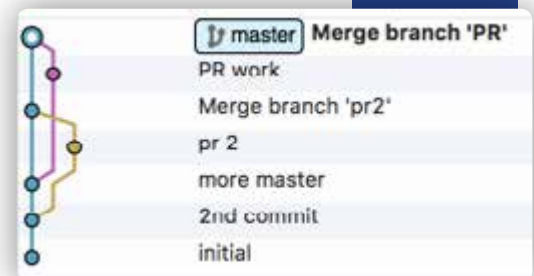 master Merge branch 'PR'
PR work
Merge branch 'pr2'
pr 2
more master
2nd commit
initial